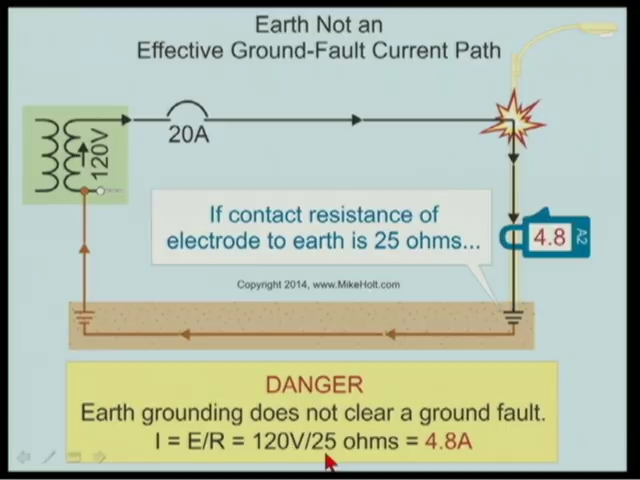 Earth Not an
Effective Ground-Fault Current Path
20A
120V
If contact resistance of
electrode to earth is 25 ohms...
4.8
A2
Copyright 2014, www.MikeHolt.com
DANGER
Earth grounding does not clear a ground fault.
I = E/R = 120V/25 ohms = 4.8A